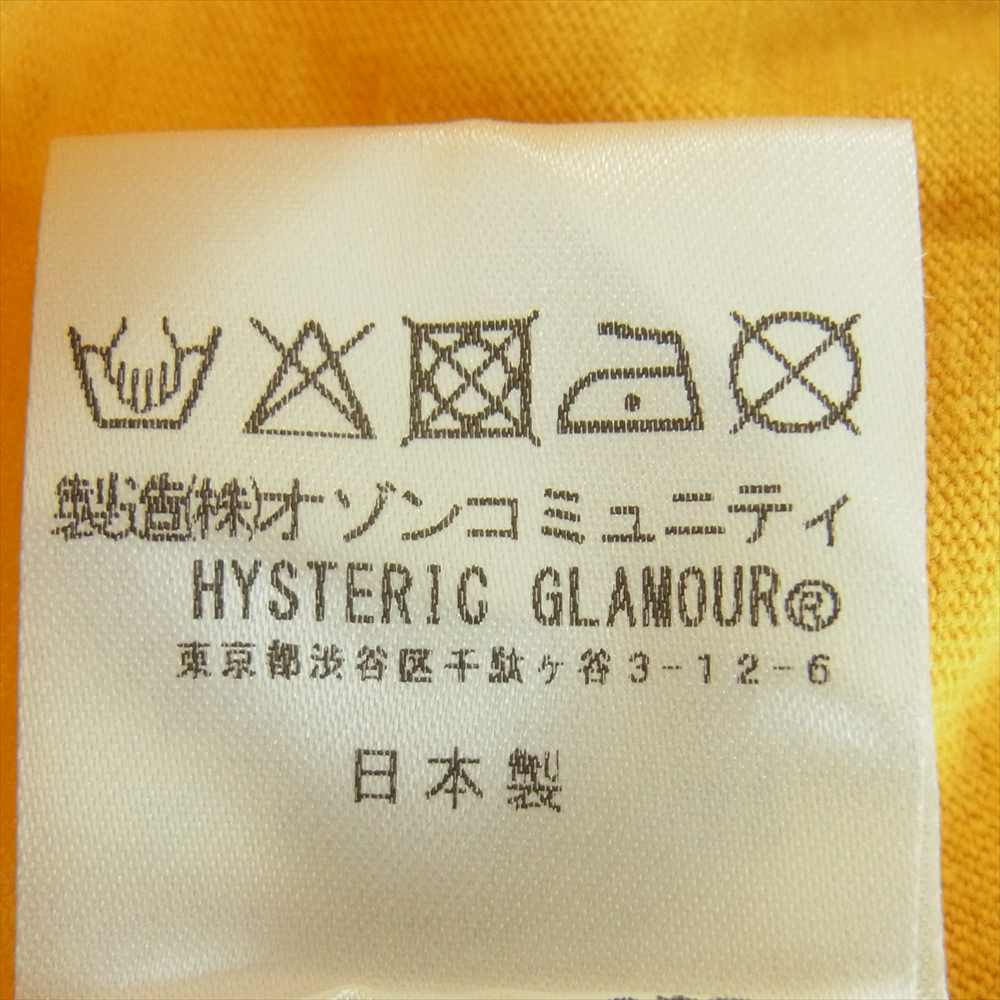 製造(株)オゾンコミュニティ
HYSTERIC GLAMOUR®
東京都渋谷区千駄ヶ谷3-12-6
日本製